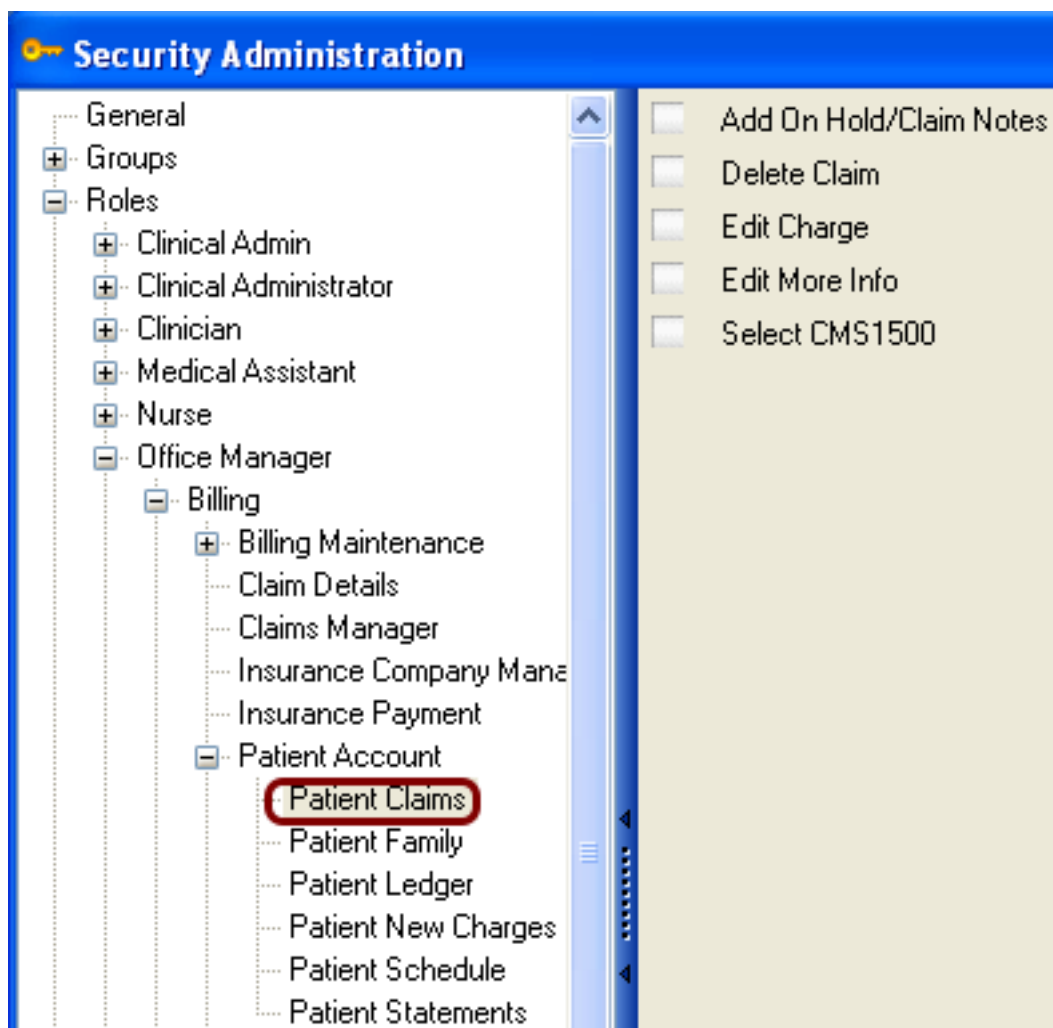 Security Administration
General
Groups
Roles
Clinical Admin
Clinical Administrator
Clinician
Medical Assistant
Nurse
Office Manager
Billing
Billing Maintenance
Claim Details
Claims Manager
Insurance Company Mana
Insurance Payment
Patient Account
Patient Claims
Patient Family
Patient Ledger
Patient New Charges
Patient Schedule
Patient Statements
Add On Hold/Claim Notes
Delete Claim
Edit Charge
Edit More Info
Select CMS1500